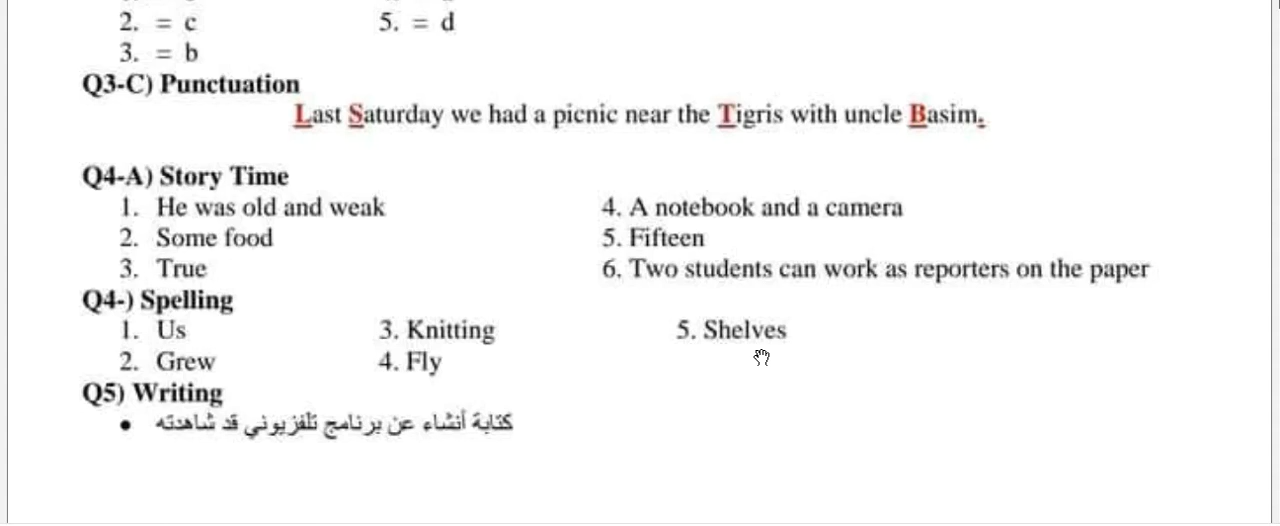 2. = c 5. = d
3. = b
Q3-C) Punctuation
Last Saturday we had a picnic near the Tigris with uncle Basim.
Q4-A) Story Time
1. He was old and weak 4. A notebook and a camera
2. Some food 5. Fifteen
3. True 6. Two students can work as reporters on the paper
Q4-) Spelling
1. Us 3. Knitting 5. Shelves
2. Grew 4. Fly
Q5) Writing
• كتابة أنشاء عن برنامج تلفزيوني قد شاهدته